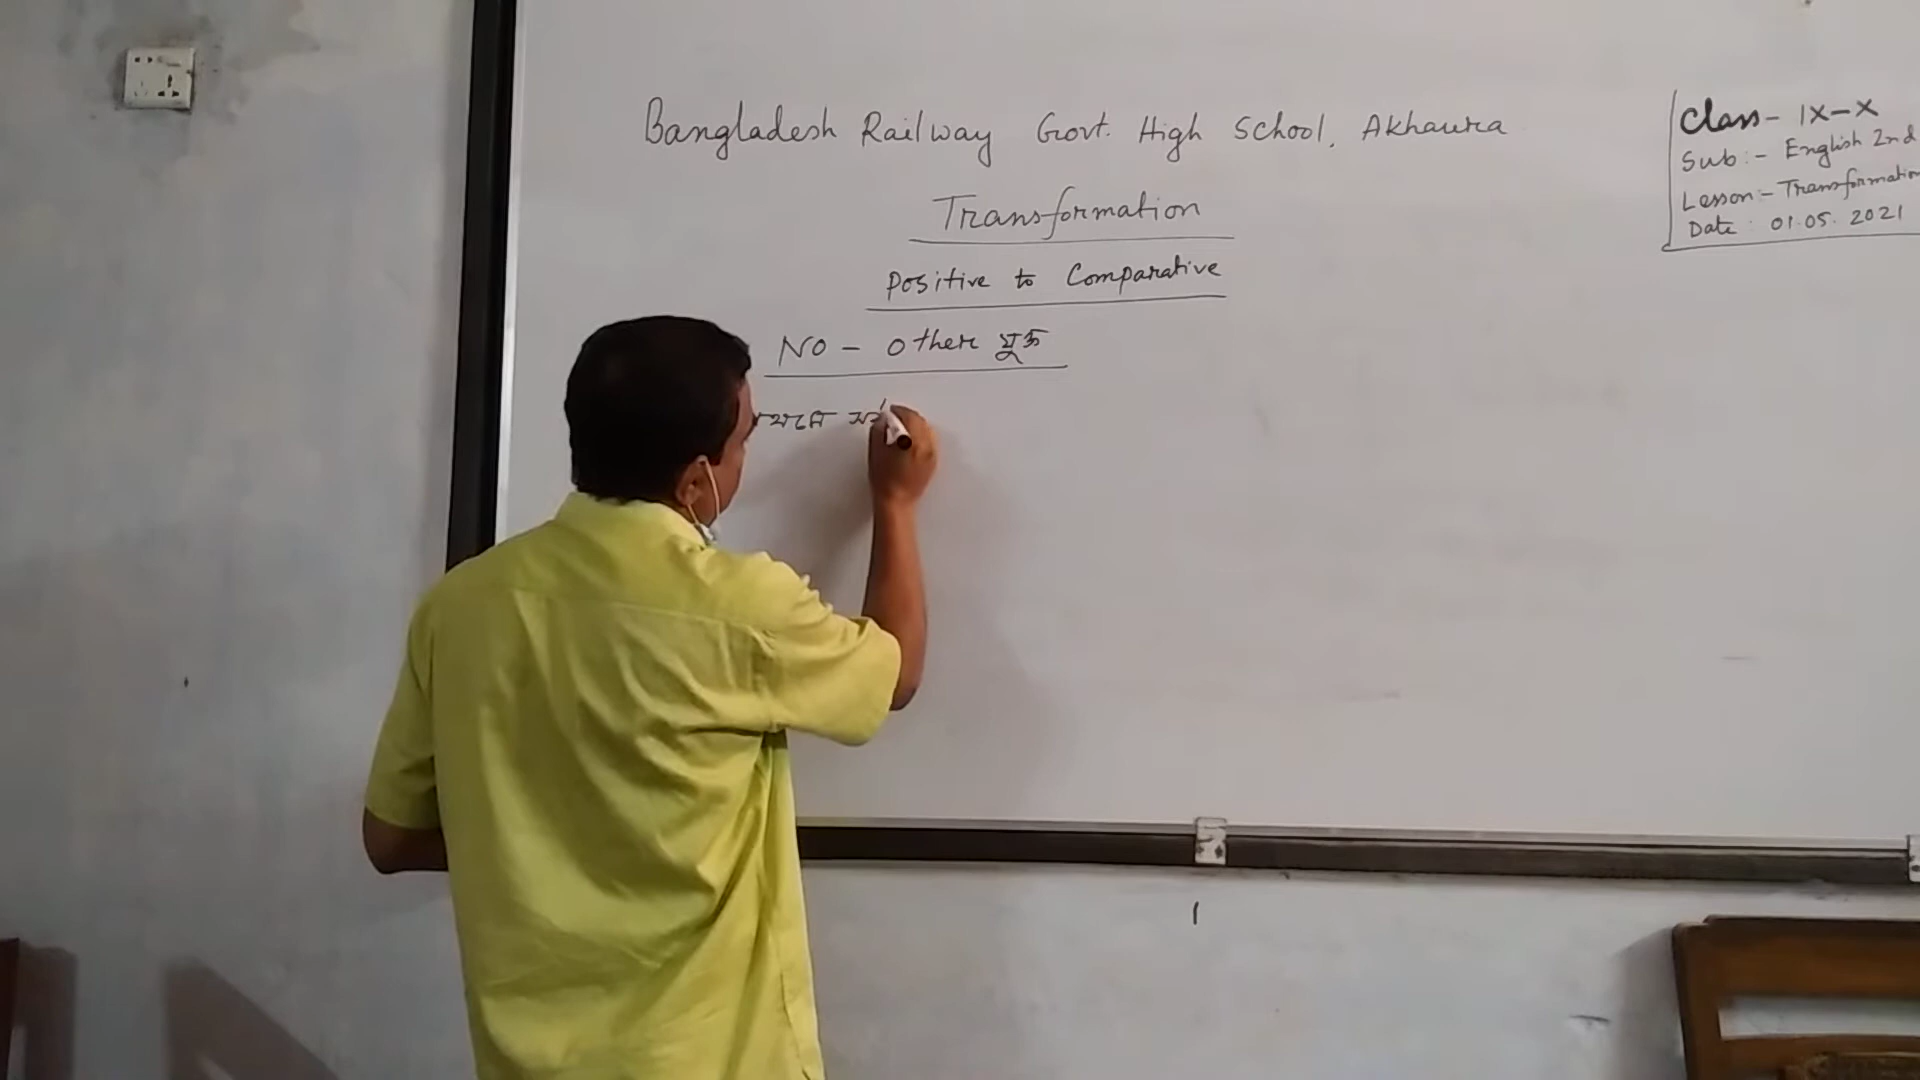 Bangladesh Railway Govt. High School, Akhaura
Transformation
Positive to Comparative
No - other যুক্ত
Class - IX-X
Sub :- English 2nd
Lesson:- Transformation
Date : 01.05.2021